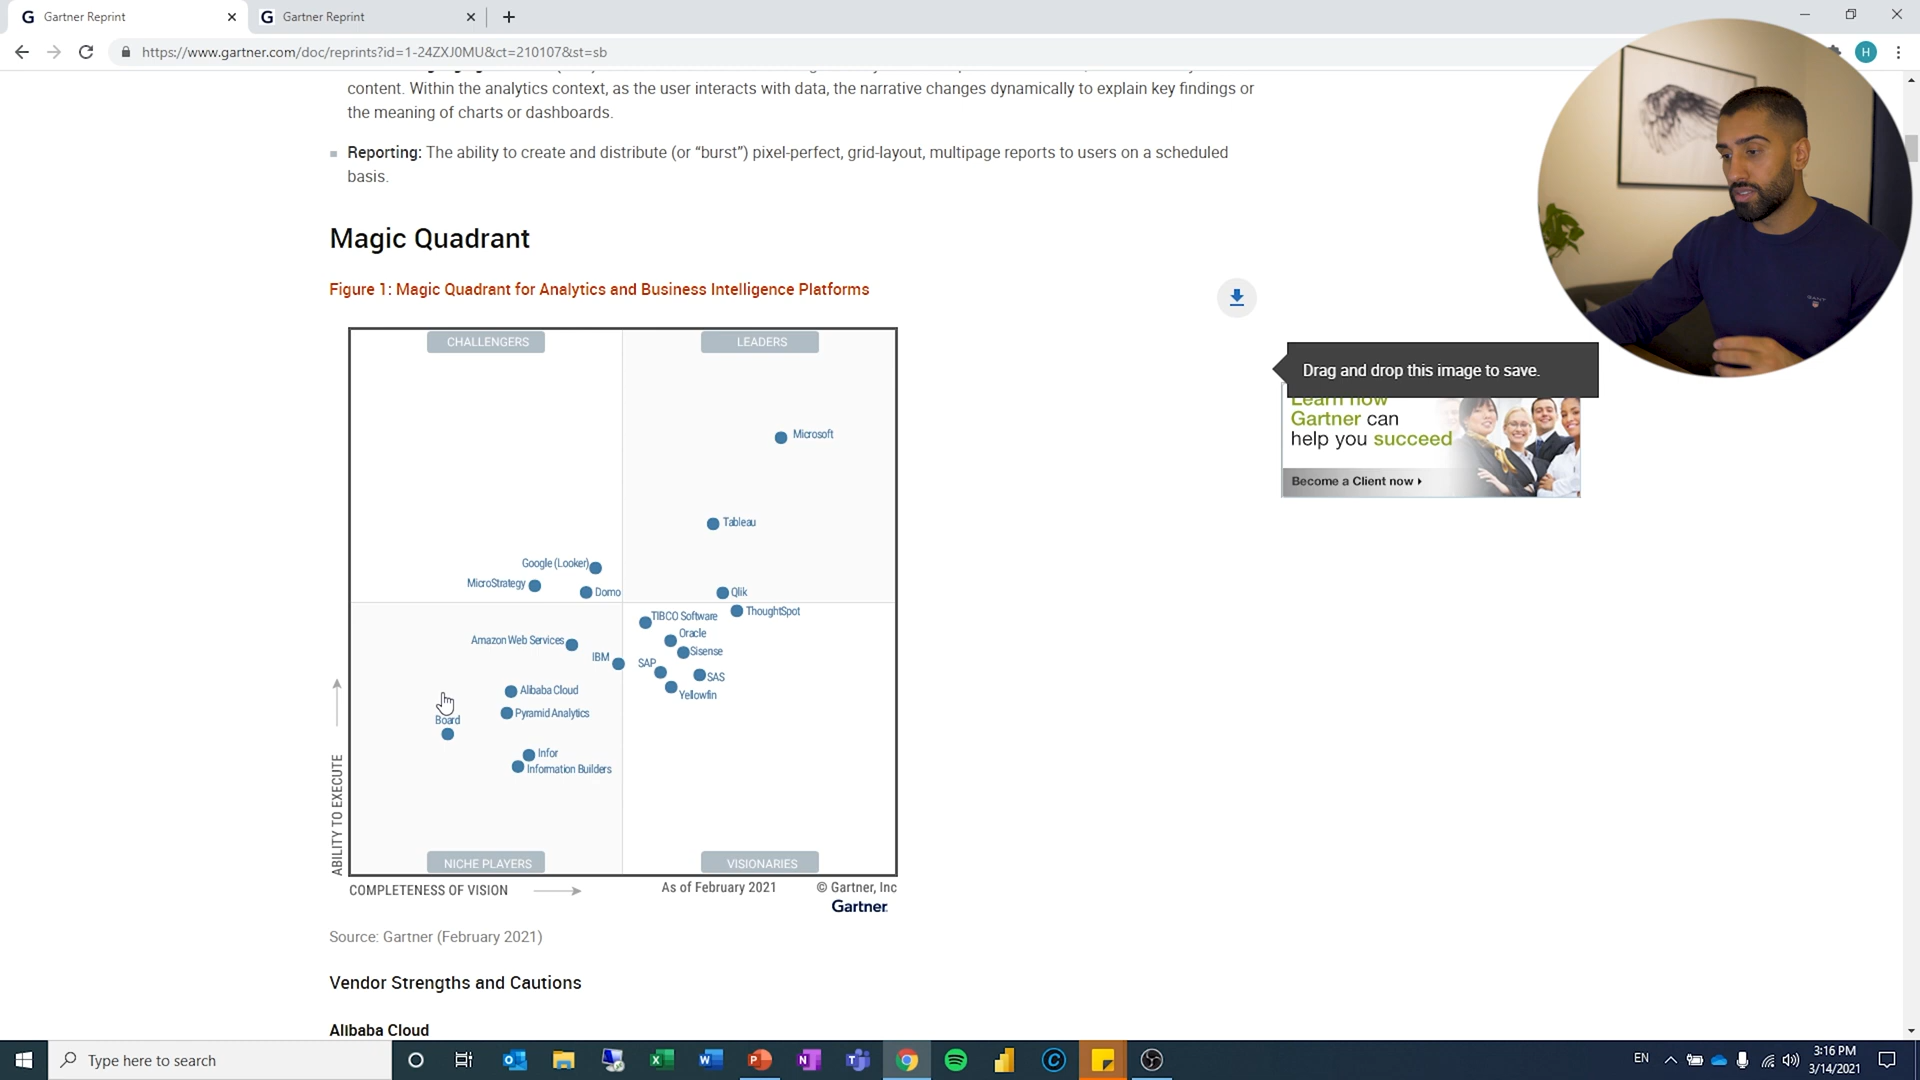 Gartner Reprint
Gartner Reprint
https://www.gartner.com/doc/reprints?id=1-24ZXJ0MU&ct=210107&st=sb
H
content. Within the analytics context, as the user interacts with data, the narrative changes dynamically to explain key findings or
the meaning of charts or dashboards.
Reporting: The ability to create and distribute (or “burst”) pixel-perfect, grid-layout, multipage reports to users on a scheduled
basis.
Magic Quadrant
Figure 1: Magic Quadrant for Analytics and Business Intelligence Platforms
Drag and drop this image to save.
Learn how
Gartner can
help you succeed
Become a Client now
CHALLENGERS
LEADERS
Microsoft
Tableau
Google (Looker)
MicroStrategy
Domo
Qlik
ThoughtSpot
TIBCO Software
Oracle
Amazon Web Services
Sisense
IBM
SAP
SAS
Alibaba Cloud
Yellowfin
Pyramid Analytics
Board
Infor
Information Builders
ABILITY TO EXECUTE
NICHE PLAYERS
VISIONARIES
COMPLETENESS OF VISION
As of February 2021
© Gartner, Inc
Gartner
Source: Gartner (February 2021)
Vendor Strengths and Cautions
Alibaba Cloud
Type here to search
EN
3:16 PM
3/14/2021